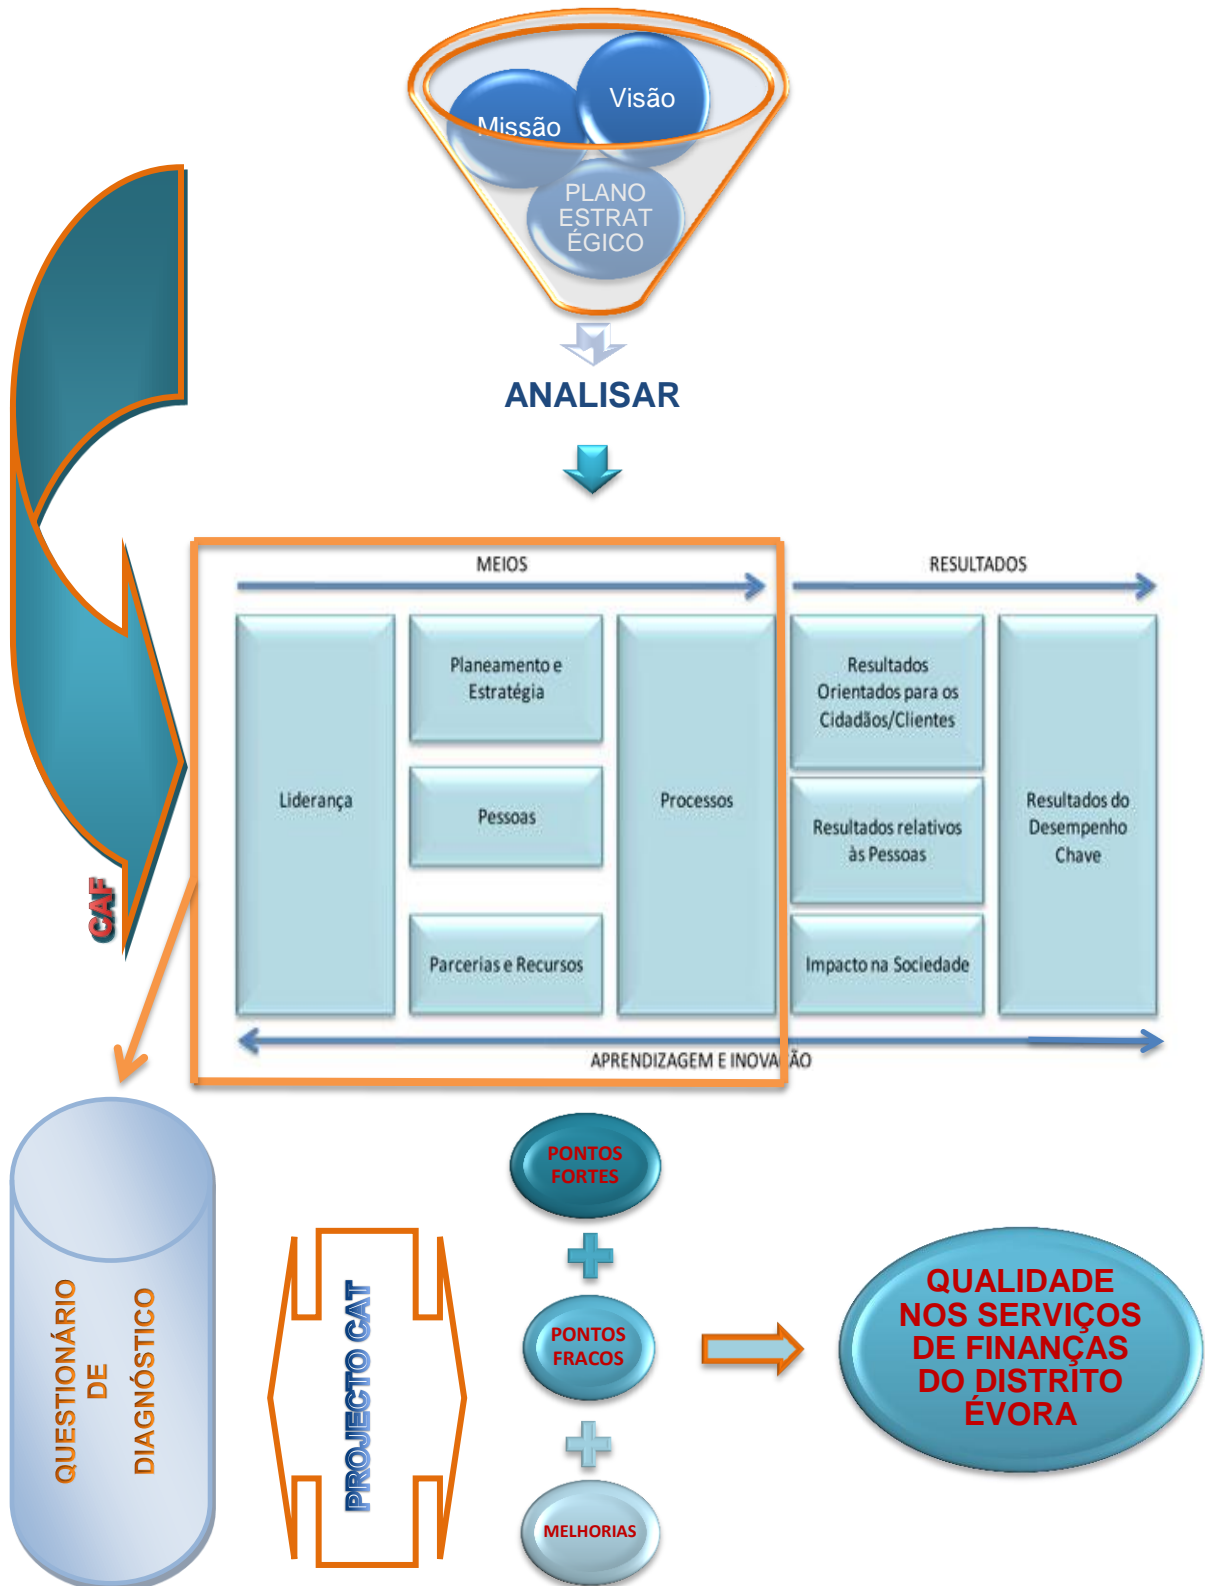 Visão
Missão
PLANO
ESTRAT
ÉGICO
ANALISAR
MEIOS
RESULTADOS
Liderança
Planeamento e
Estratégia
Pessoas
Parcerias e Recursos
Processos
Resultados
Orientados para os
Cidadãos/Clientes
Resultados relativos
às Pessoas
Impacto na Sociedade
Resultados do
Desempenho
Chave
APRENDIZAGEM E INOVAÇÃO
CAF
QUESTIONÁRIO
DE
DIAGNÓSTICO
PROJECTO CAT
PONTOS
FORTES
PONTOS
FRACOS
MELHORIAS
QUALIDADE
NOS SERVIÇOS
DE FINANÇAS
DO DISTRITO
ÉVORA